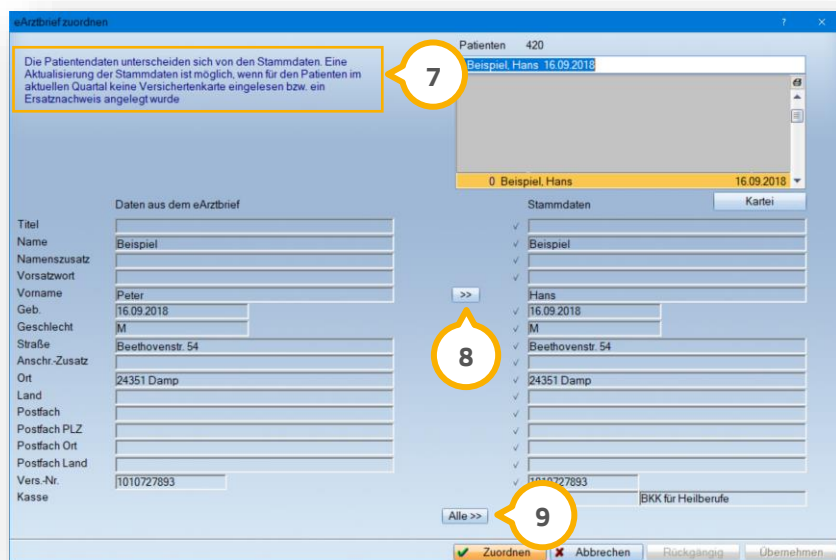 eArztbrief zuordnen
Patienten 420
Die Patientendaten unterscheiden sich von den Stammdaten. Eine
Aktualisierung der Stammdaten ist möglich, wenn für den Patienten im
aktuellen Quartal keine Versichertenkarte eingelesen bzw. ein
Ersatznachweis angelegt wurde
7
Beispiel, Hans 16.09.2018
0 Beispiel, Hans 16.09.2018
Daten aus dem eArztbrief Stammdaten Kartei
Titel
Name Beispiel Beispiel
Namenszusatz
Vorsatzwort
Vorname Peter >> Hans
Geb. 16.09.2018 16.09.2018
Geschlecht M M
8
Straße Beethovenstr. 54 Beethovenstr. 54
Anschr.-Zusatz
Ort 24351 Damp 24351 Damp
Land
Postfach
Postfach PLZ
Postfach Ort
Postfach Land
Vers.-Nr. 1010727893 1010727893
Kasse BKK für Heilberufe
Alle >> 9
Zuordnen Abbrechen Rückgängig Übernehmen